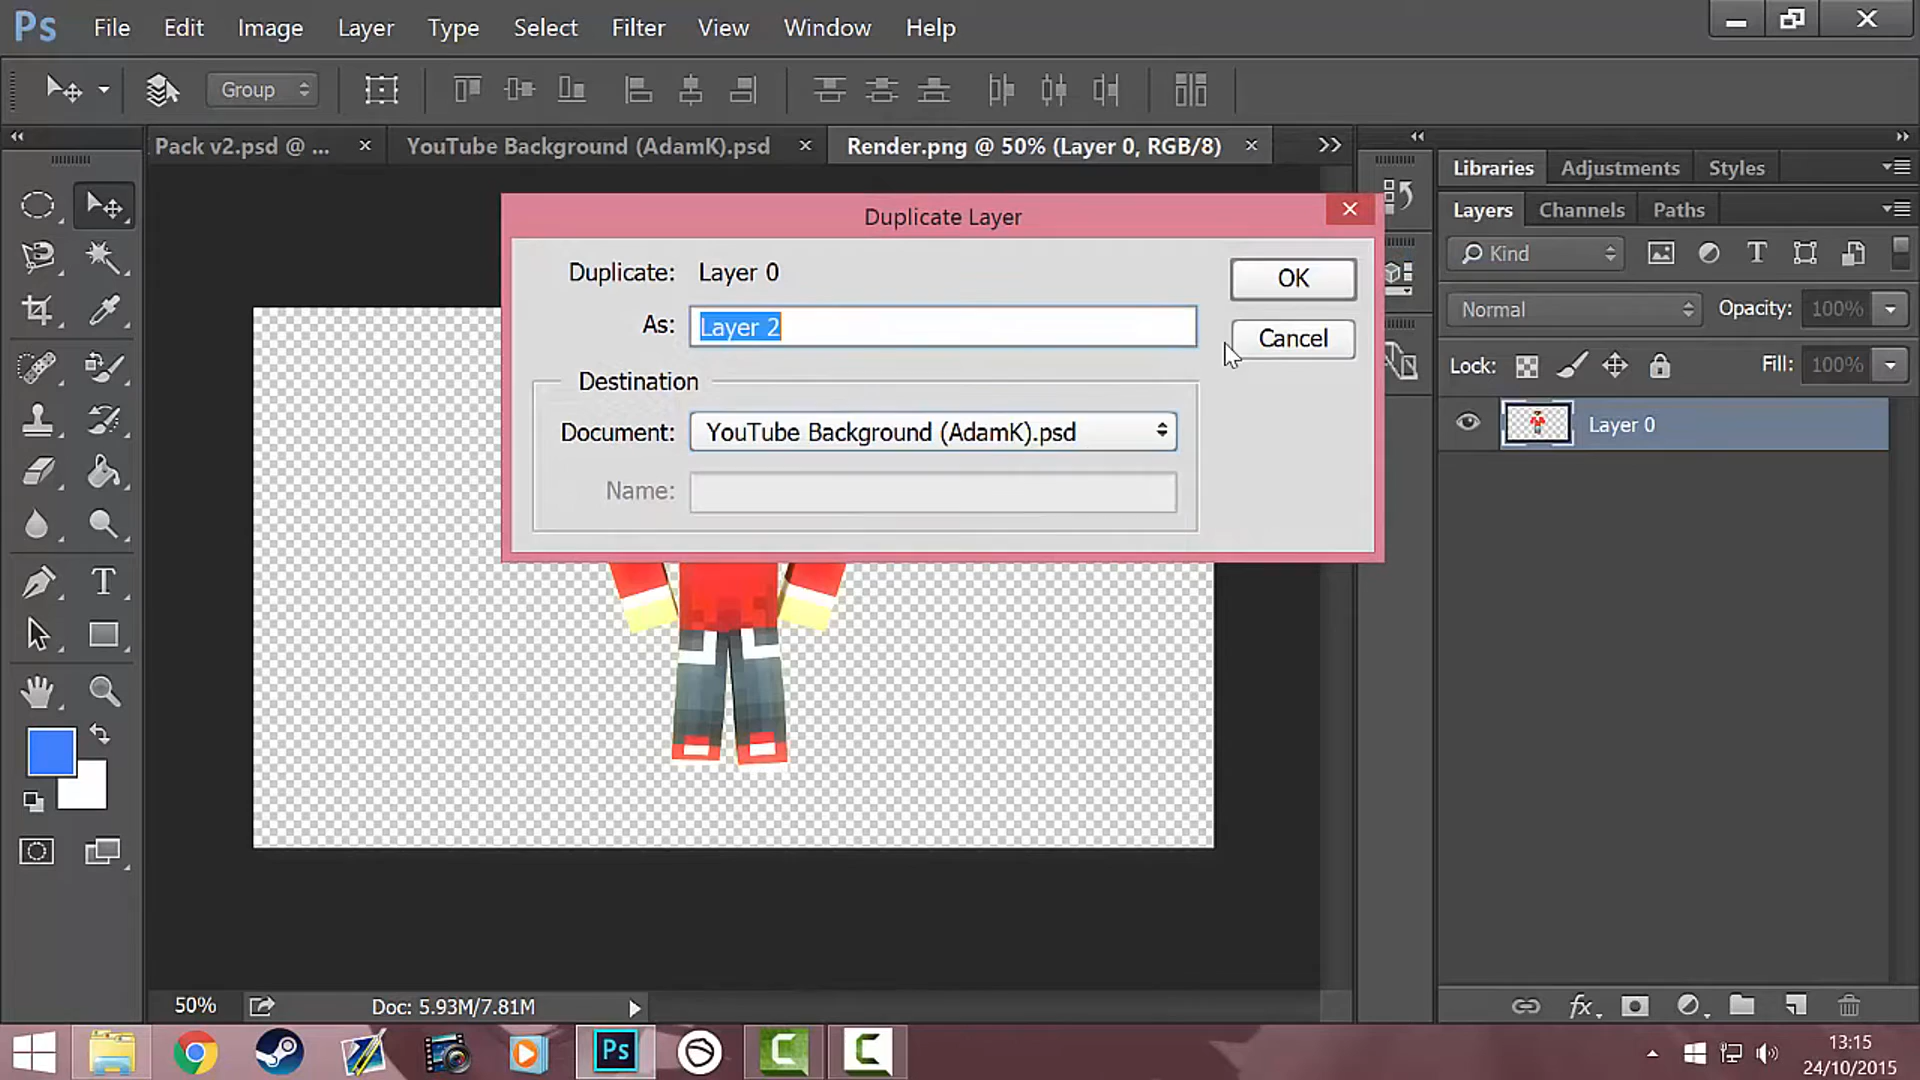 Ps File Edit Image Layer Type Select Filter View Window Help
Group
Pack v2.psd @ ... YouTube Background (AdamK).psd Render.png @ 50% (Layer 0, RGB/8)
Libraries Adjustments Styles
Layers Channels Paths
Kind
Normal Opacity: 100%
Lock: Fill: 100%
Layer 0
Duplicate Layer
Duplicate: Layer 0
As: Layer 2
Destination
Document: YouTube Background (AdamK).psd
Name:
OK
Cancel
50% Doc: 5.93M/7.81M
Ps
13:15
24/10/2015